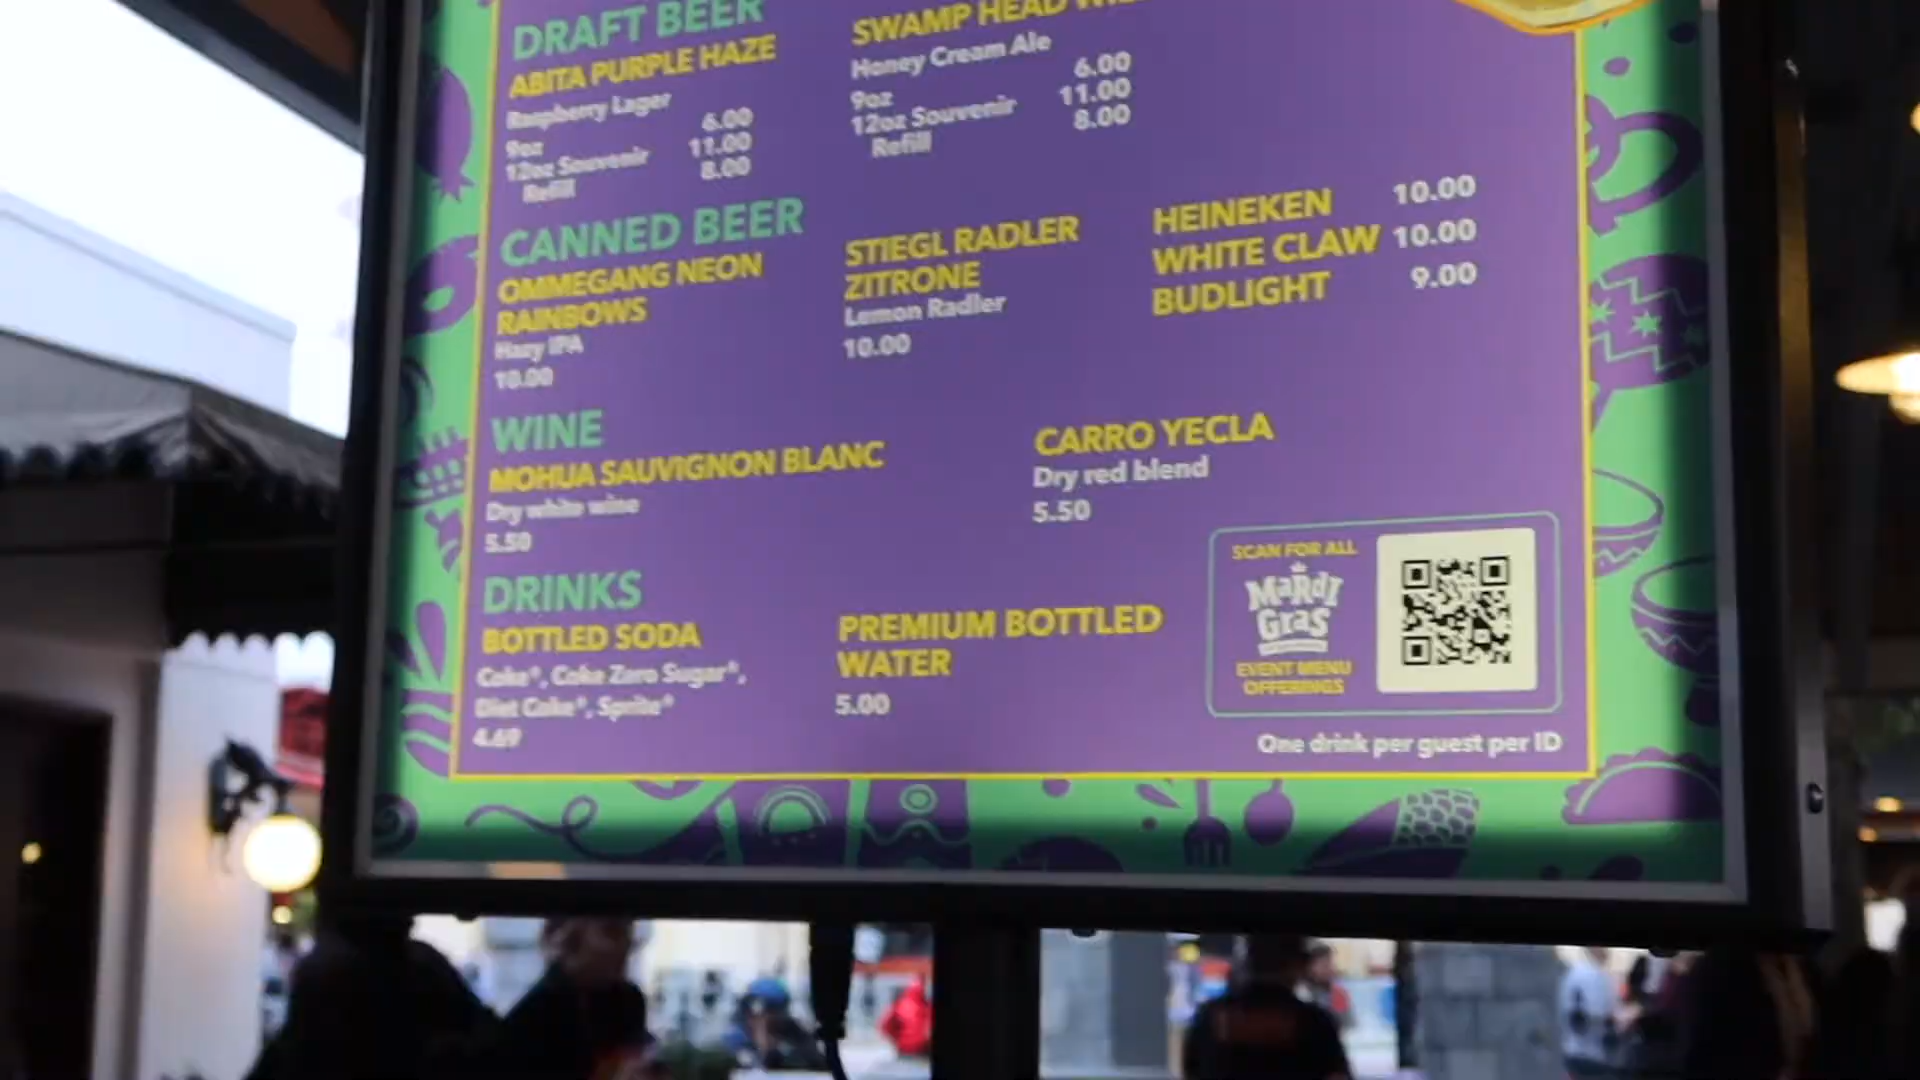 DRAFT BEER
ABITA PURPLE HAZE
Raspberry Lager
9oz 6.00
12oz Souvenir 11.00
Refill 8.00
SWAMP HEAD
Honey Cream Ale
9oz 6.00
12oz Souvenir 11.00
Refill 8.00
CANNED BEER
OMMEGANG NEON
RAINBOWS
Hazy IPA
10.00
STIEGL RADLER
ZITRONE
Lemon Radler
10.00
HEINEKEN 10.00
WHITE CLAW 10.00
BUDLIGHT 9.00
WINE
MOHUA SAUVIGNON BLANC
Dry white wine
5.50
CARRO YECLA
Dry red blend
5.50
DRINKS
BOTTLED SODA
Coke®, Coke Zero Sugar®,
Diet Coke®, Sprite®
4.69
PREMIUM BOTTLED
WATER
5.00
SCAN FOR ALL
MaRdI
GraS
EVENT MENU
OFFERINGS
One drink per guest per ID